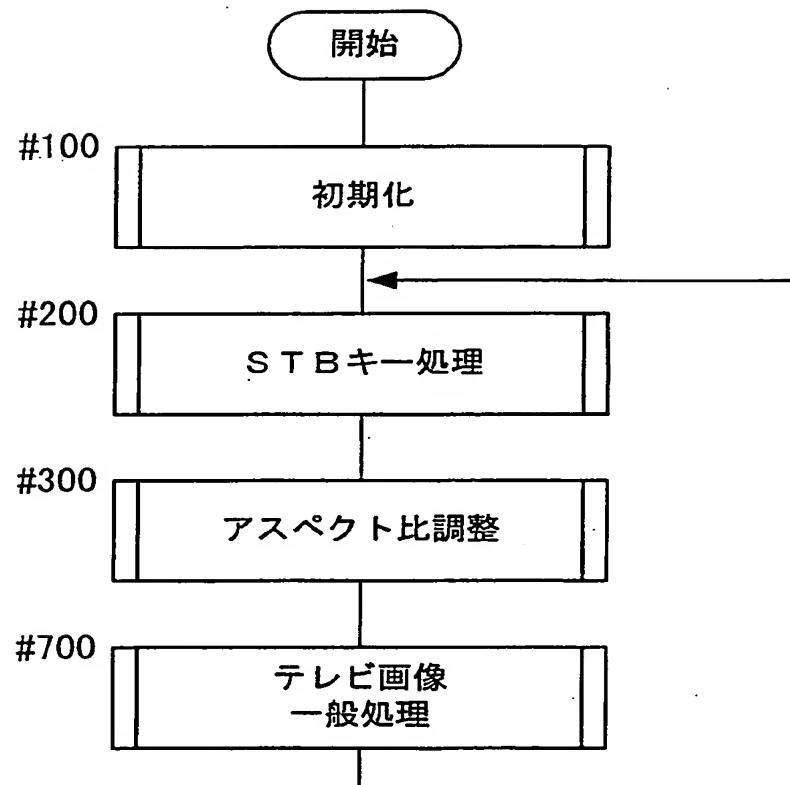 開始
#100
初期化
#200
ＳＴＢキー処理
#300
アスペクト比調整
#700
テレビ画像
一般処理